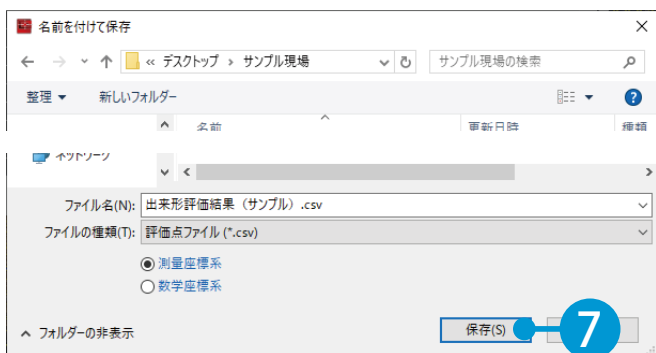 名前を付けて保存
« デスクトップ › サンプル現場
サンプル現場の検索
整理
新しいフォルダー
名前
更新日時
種類
ネットワーク
ファイル名(N): 出来形評価結果（サンプル）.csv
ファイルの種類(T): 評価点ファイル (*.csv)
測量座標系
数学座標系
フォルダーの非表示
保存(S)
7